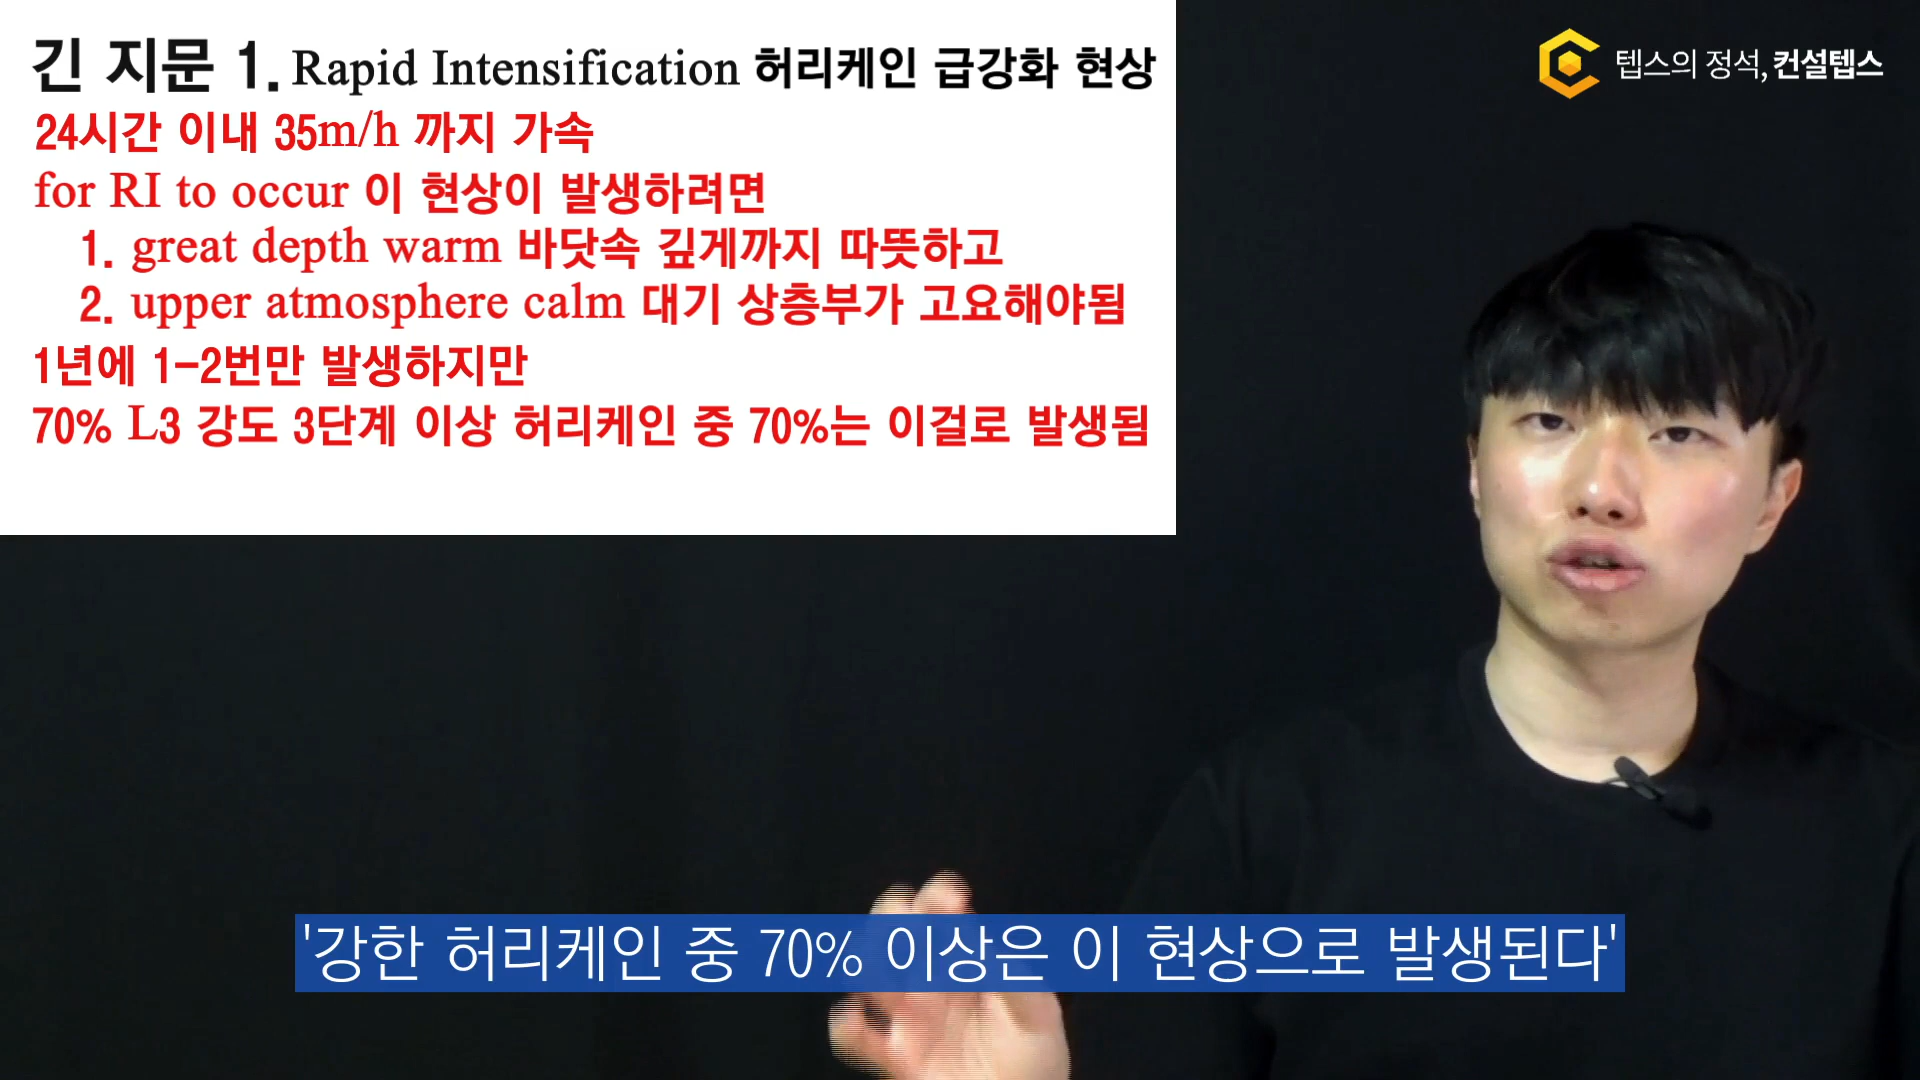 긴 지문 1. Rapid Intensification 허리케인 급강화 현상
24시간 이내 35m/h 까지 가속
for RI to occur 이 현상이 발생하려면
1. great depth warm 바닷속 깊게까지 따뜻하고
2. upper atmosphere calm 대기 상층부가 고요해야됨
1년에 1-2번만 발생하지만
70% L3 강도 3단계 이상 허리케인 중 70%는 이걸로 발생됨
텝스의 정석, 컨설텝스
'강한 허리케인 중 70% 이상은 이 현상으로 발생된다'